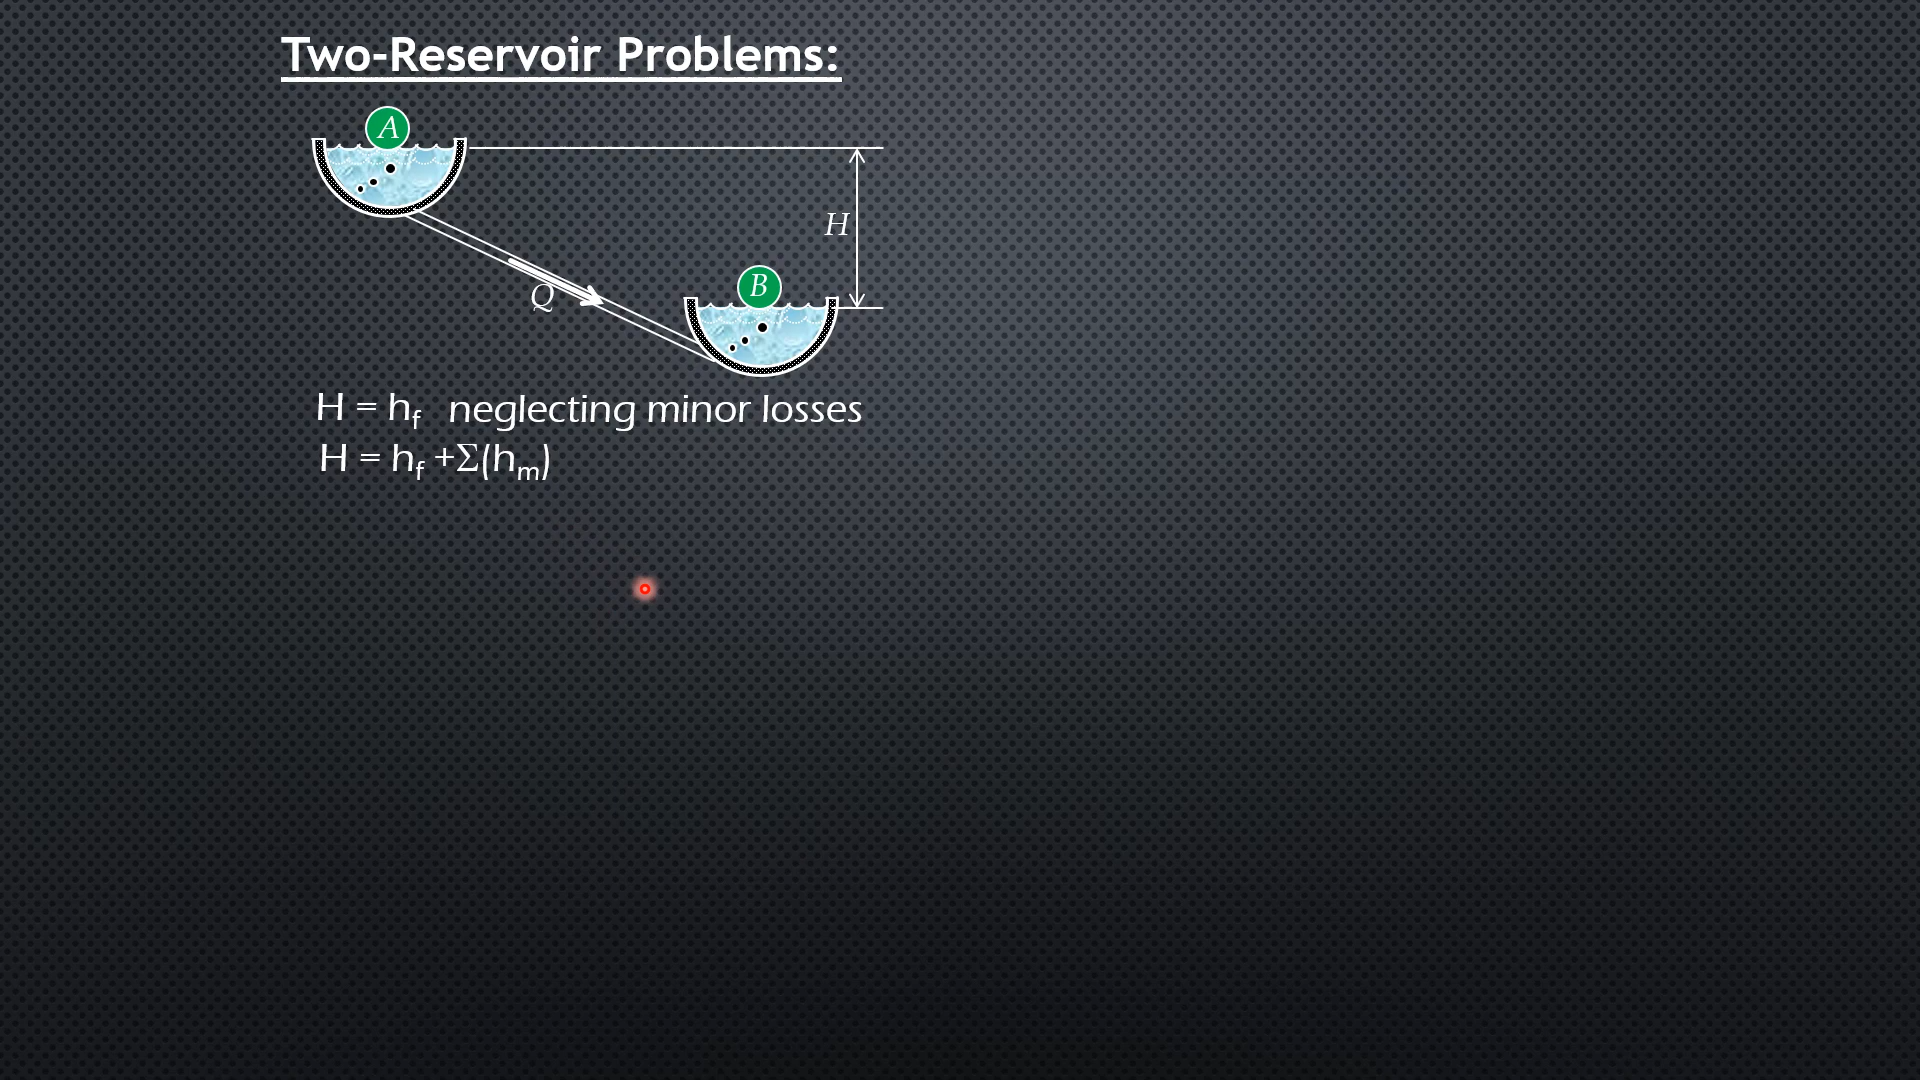 Two-Reservoir Problems:
A
H
B
Q
H = hf neglecting minor losses
H = hf +Σ(hm)